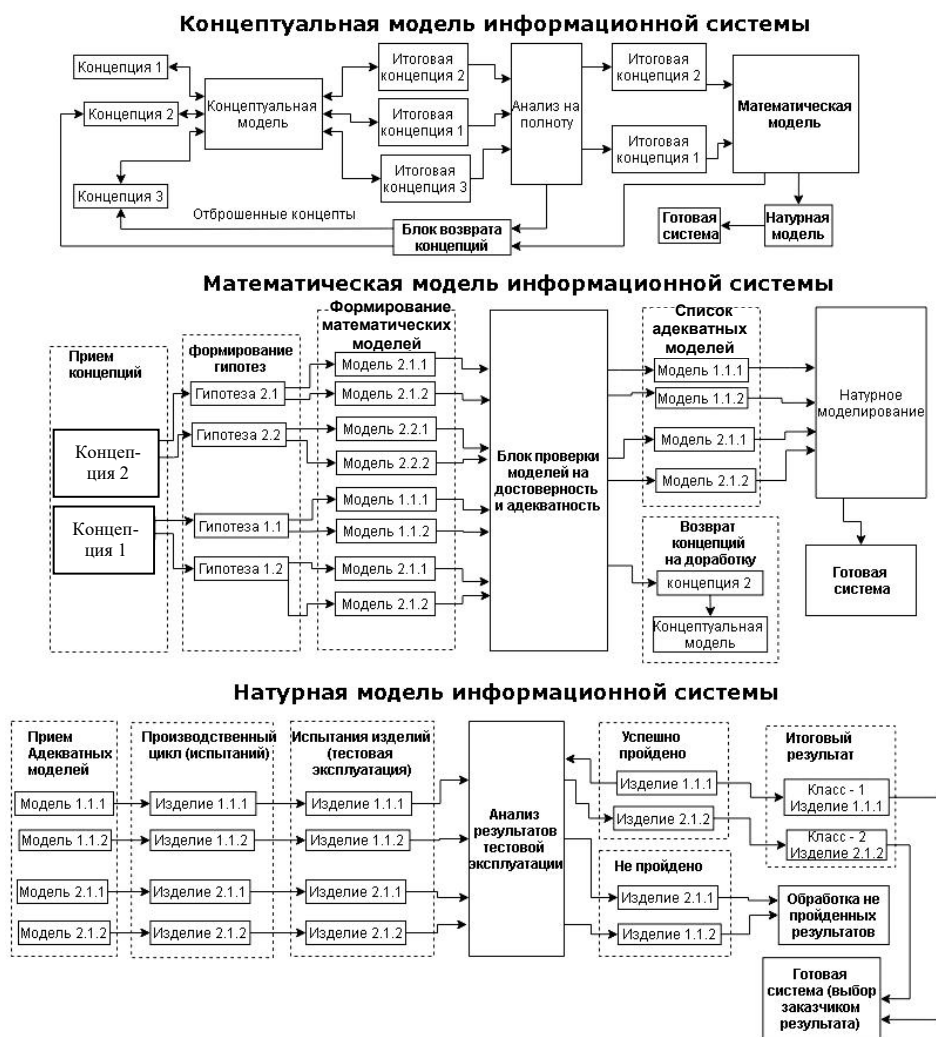 Концептуальная модель информационной системы
Концепция 1
Концепция 2
Концепция 3
Концептуальная
модель
Итоговая
концепция 2
Итоговая
концепция 1
Итоговая
концепция 3
Анализ на
полноту
Итоговая
концепция 2
Итоговая
концепция 1
Математическая
модель
Отброшенные концепты
Блок возврата
концепций
Готовая
система
Натурная
модель
Математическая модель информационной системы
Прием
концепций
Концеп-
ция 2
Концеп-
ция 1
формирование
гипотез
Гипотеза 2.1
Гипотеза 2.2
Гипотеза 1.1
Гипотеза 1.2
Формирование
математических
моделей
Модель 2.1.1
Модель 2.1.2
Модель 2.2.1
Модель 2.2.2
Модель 1.1.1
Модель 1.1.2
Модель 2.1.1
Модель 2.1.2
Блок проверки
моделей на
достоверность
и адекватность
Список
адекватных
моделей
Модель 1.1.1
Модель 1.1.2
Модель 2.1.1
Модель 2.1.2
Возврат
концепций
на доработку
концепция 2
Концептуальная
модель
Натурное
моделирование
Готовая
система
Натурная модель информационной системы
Прием
Адекватных
моделей
Модель 1.1.1
Модель 1.1.2
Модель 2.1.1
Модель 2.1.2
Производственный
цикл (испытаний)
Изделие 1.1.1
Изделие 1.1.2
Изделие 2.1.1
Изделие 2.1.2
Испытания изделий
(тестовая
эксплуатация)
Изделие 1.1.1
Изделие 1.1.2
Изделие 2.1.1
Изделие 2.1.2
Анализ
результатов
тестовой
эксплуатации
Успешно
пройдено
Изделие 1.1.1
Изделие 2.1.2
Не пройдено
Изделие 2.1.1
Изделие 1.1.2
Итоговый
результат
Класс - 1
Изделие 1.1.1
Класс - 2
Изделие 2.1.2
Обработка не
пройденных
результатов
Готовая
система (выбор
заказчиком
результата)